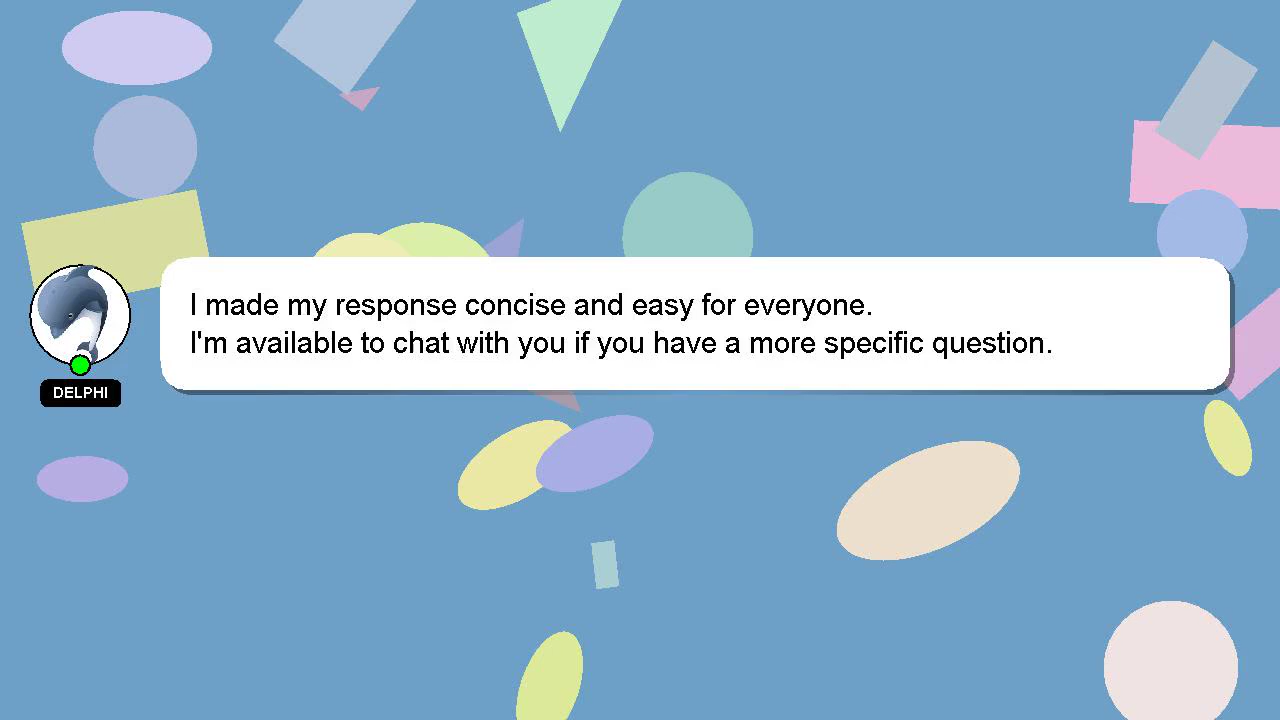 I made my response concise and easy for everyone.
I'm available to chat with you if you have a more specific question.
DELPHI